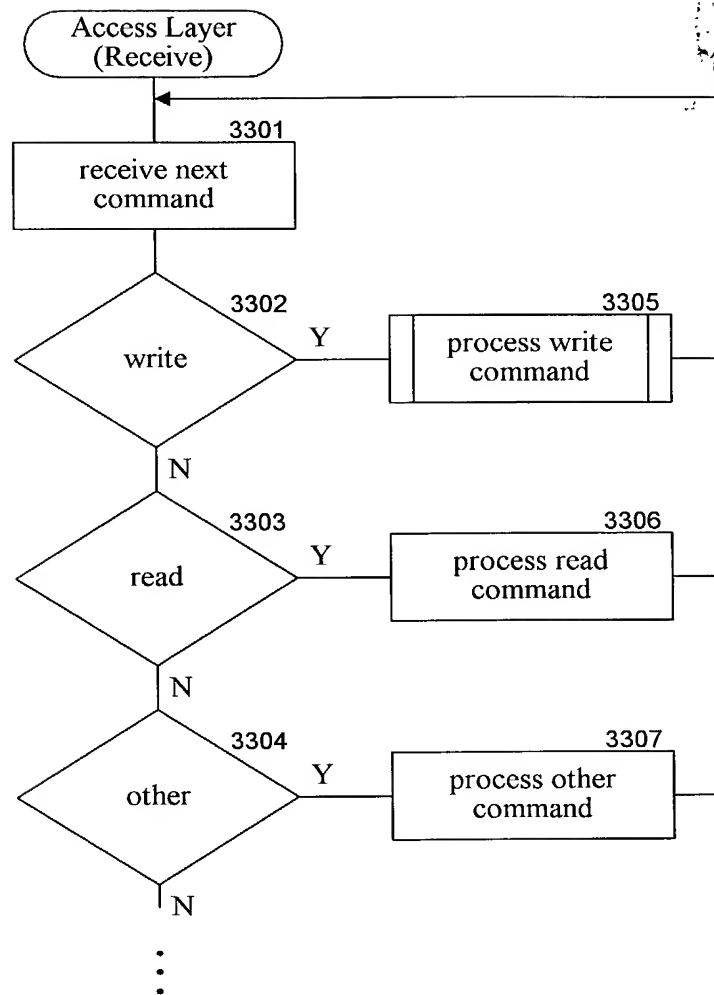 Access Layer
(Receive)
3301
receive next
command
3302
write
Y
3305
process write
command
N
3303
read
Y
3306
process read
command
N
3304
other
Y
3307
process other
command
N